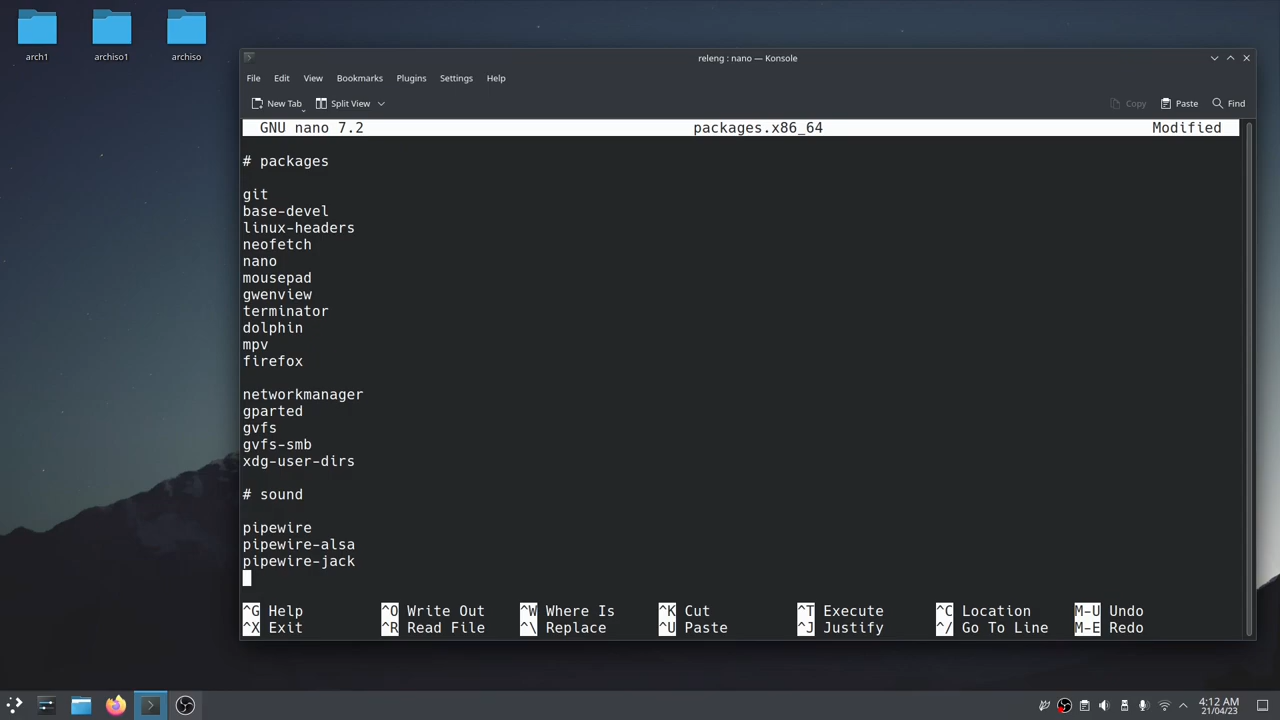 arch1
archiso1
archiso
releng : nano — Konsole
File Edit View Bookmarks Plugins Settings Help
New Tab Split View Copy Paste Find
GNU nano 7.2 packages.x86_64 Modified
# packages
git
base-devel
linux-headers
neofetch
nano
mousepad
gwenview
terminator
dolphin
mpv
firefox
networkmanager
gparted
gvfs
gvfs-smb
xdg-user-dirs
# sound
pipewire
pipewire-alsa
pipewire-jack
^G Help ^O Write Out ^W Where Is ^K Cut ^T Execute ^C Location M-U Undo
^X Exit ^R Read File ^\ Replace ^U Paste ^J Justify ^/ Go To Line M-E Redo
4:12 AM
21/04/23